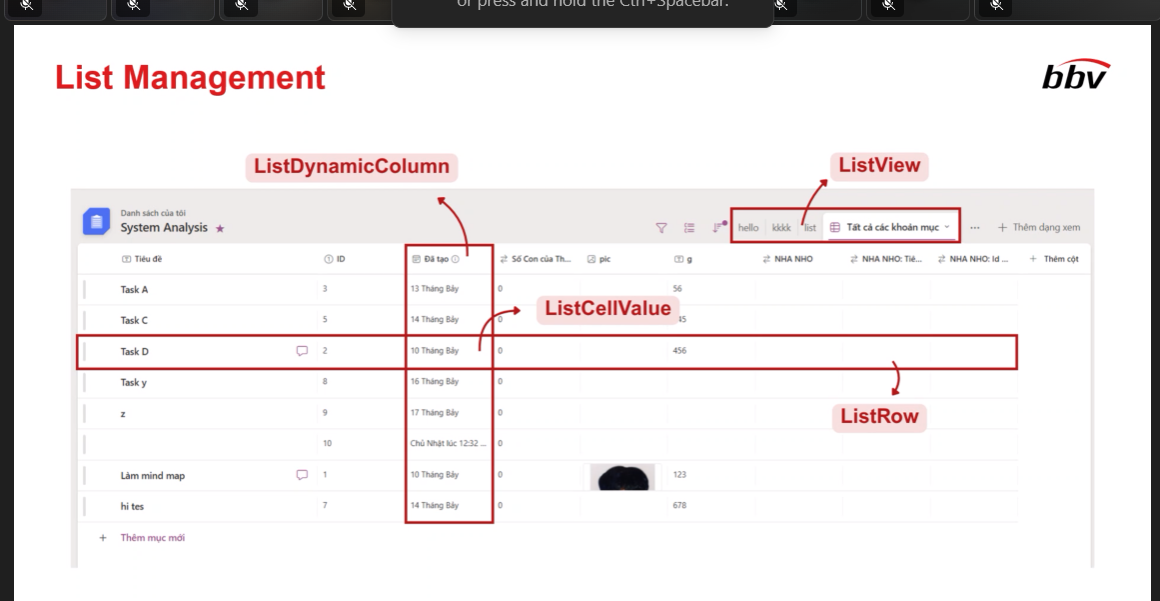 or press and hold the Ctrl+Spacebar.
List Management
bbv
ListDynamicColumn
ListView
Danh sách của tôi
System Analysis
hello kkkk list Tất cả các khoản mục ... + Thêm dạng xem
Tiêu đề ID Đã tạo Số Con của Th... pic g NHA NHO NHA NHO: Tiê... NHA NHO: Id ... + Thêm cột
Task A 3 13 Tháng Bảy 0 56
ListCellValue
Task C 5 14 Tháng Bảy 0 45
Task D 2 10 Tháng Bảy 0 456
Task y 8 16 Tháng Bảy 0
z 9 17 Tháng Bảy 0
ListRow
10 Chủ Nhật lúc 12:32 ... 0
Làm mind map 1 10 Tháng Bảy 0 123
hi tes 7 14 Tháng Bảy 0 678
+ Thêm mục mới